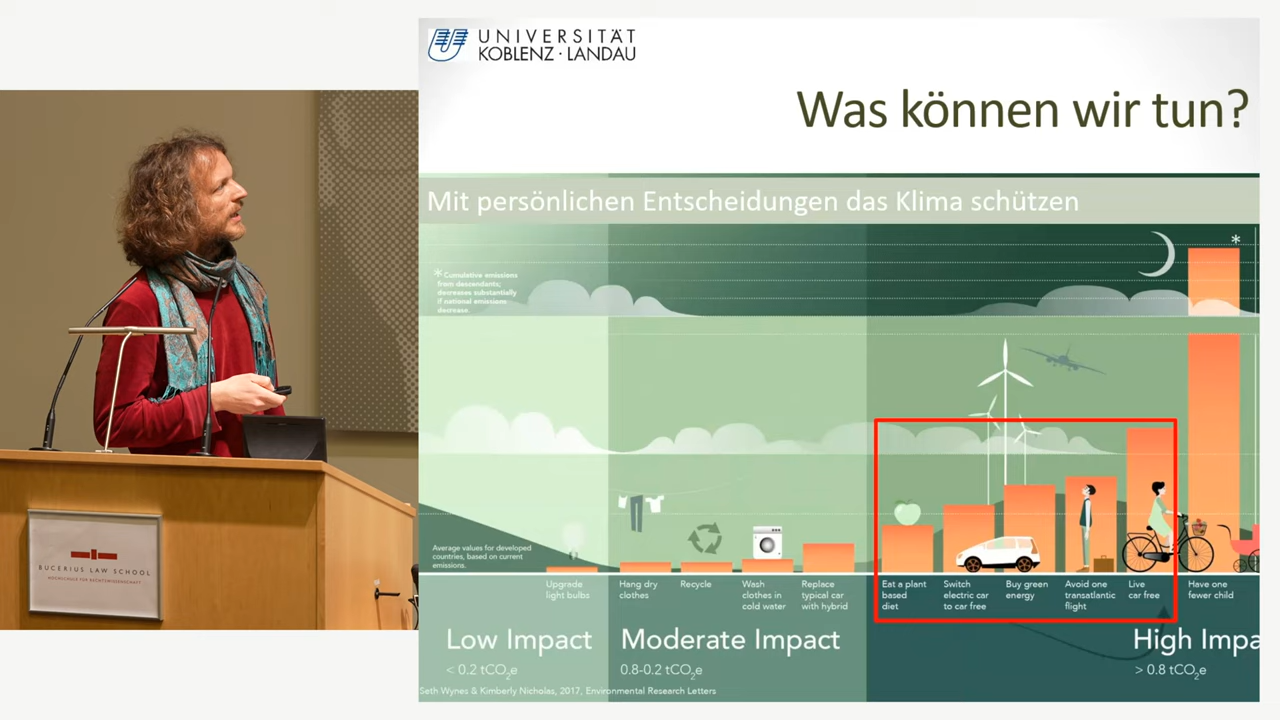 UNIVERSITÄT
KOBLENZ · LANDAU
Was können wir tun?
Mit persönlichen Entscheidungen das Klima schützen
*
* Cumulative emissions
from descendants;
decreases substantially
if national emissions
decrease.
Average values for developed
countries, based on current
emissions.
Upgrade
light bulbs
Hang dry
clothes
Recycle
Wash
clothes in
cold water
Replace
typical car
with hybrid
Eat a plant
based
diet
Switch
electric car
to car free
Buy green
energy
Avoid one
transatlantic
flight
Live
car free
Have one
fewer child
Low Impact
< 0.2 tCO2e
Moderate Impact
0.8-0.2 tCO2e
High Impa
> 0.8 tCO2e
Seth Wynes & Kimberly Nicholas, 2017, Environmental Research Letters
BUCERIUS LAW SCHOOL
HOCHSCHULE FÜR RECHTSWISSENSCHAFT